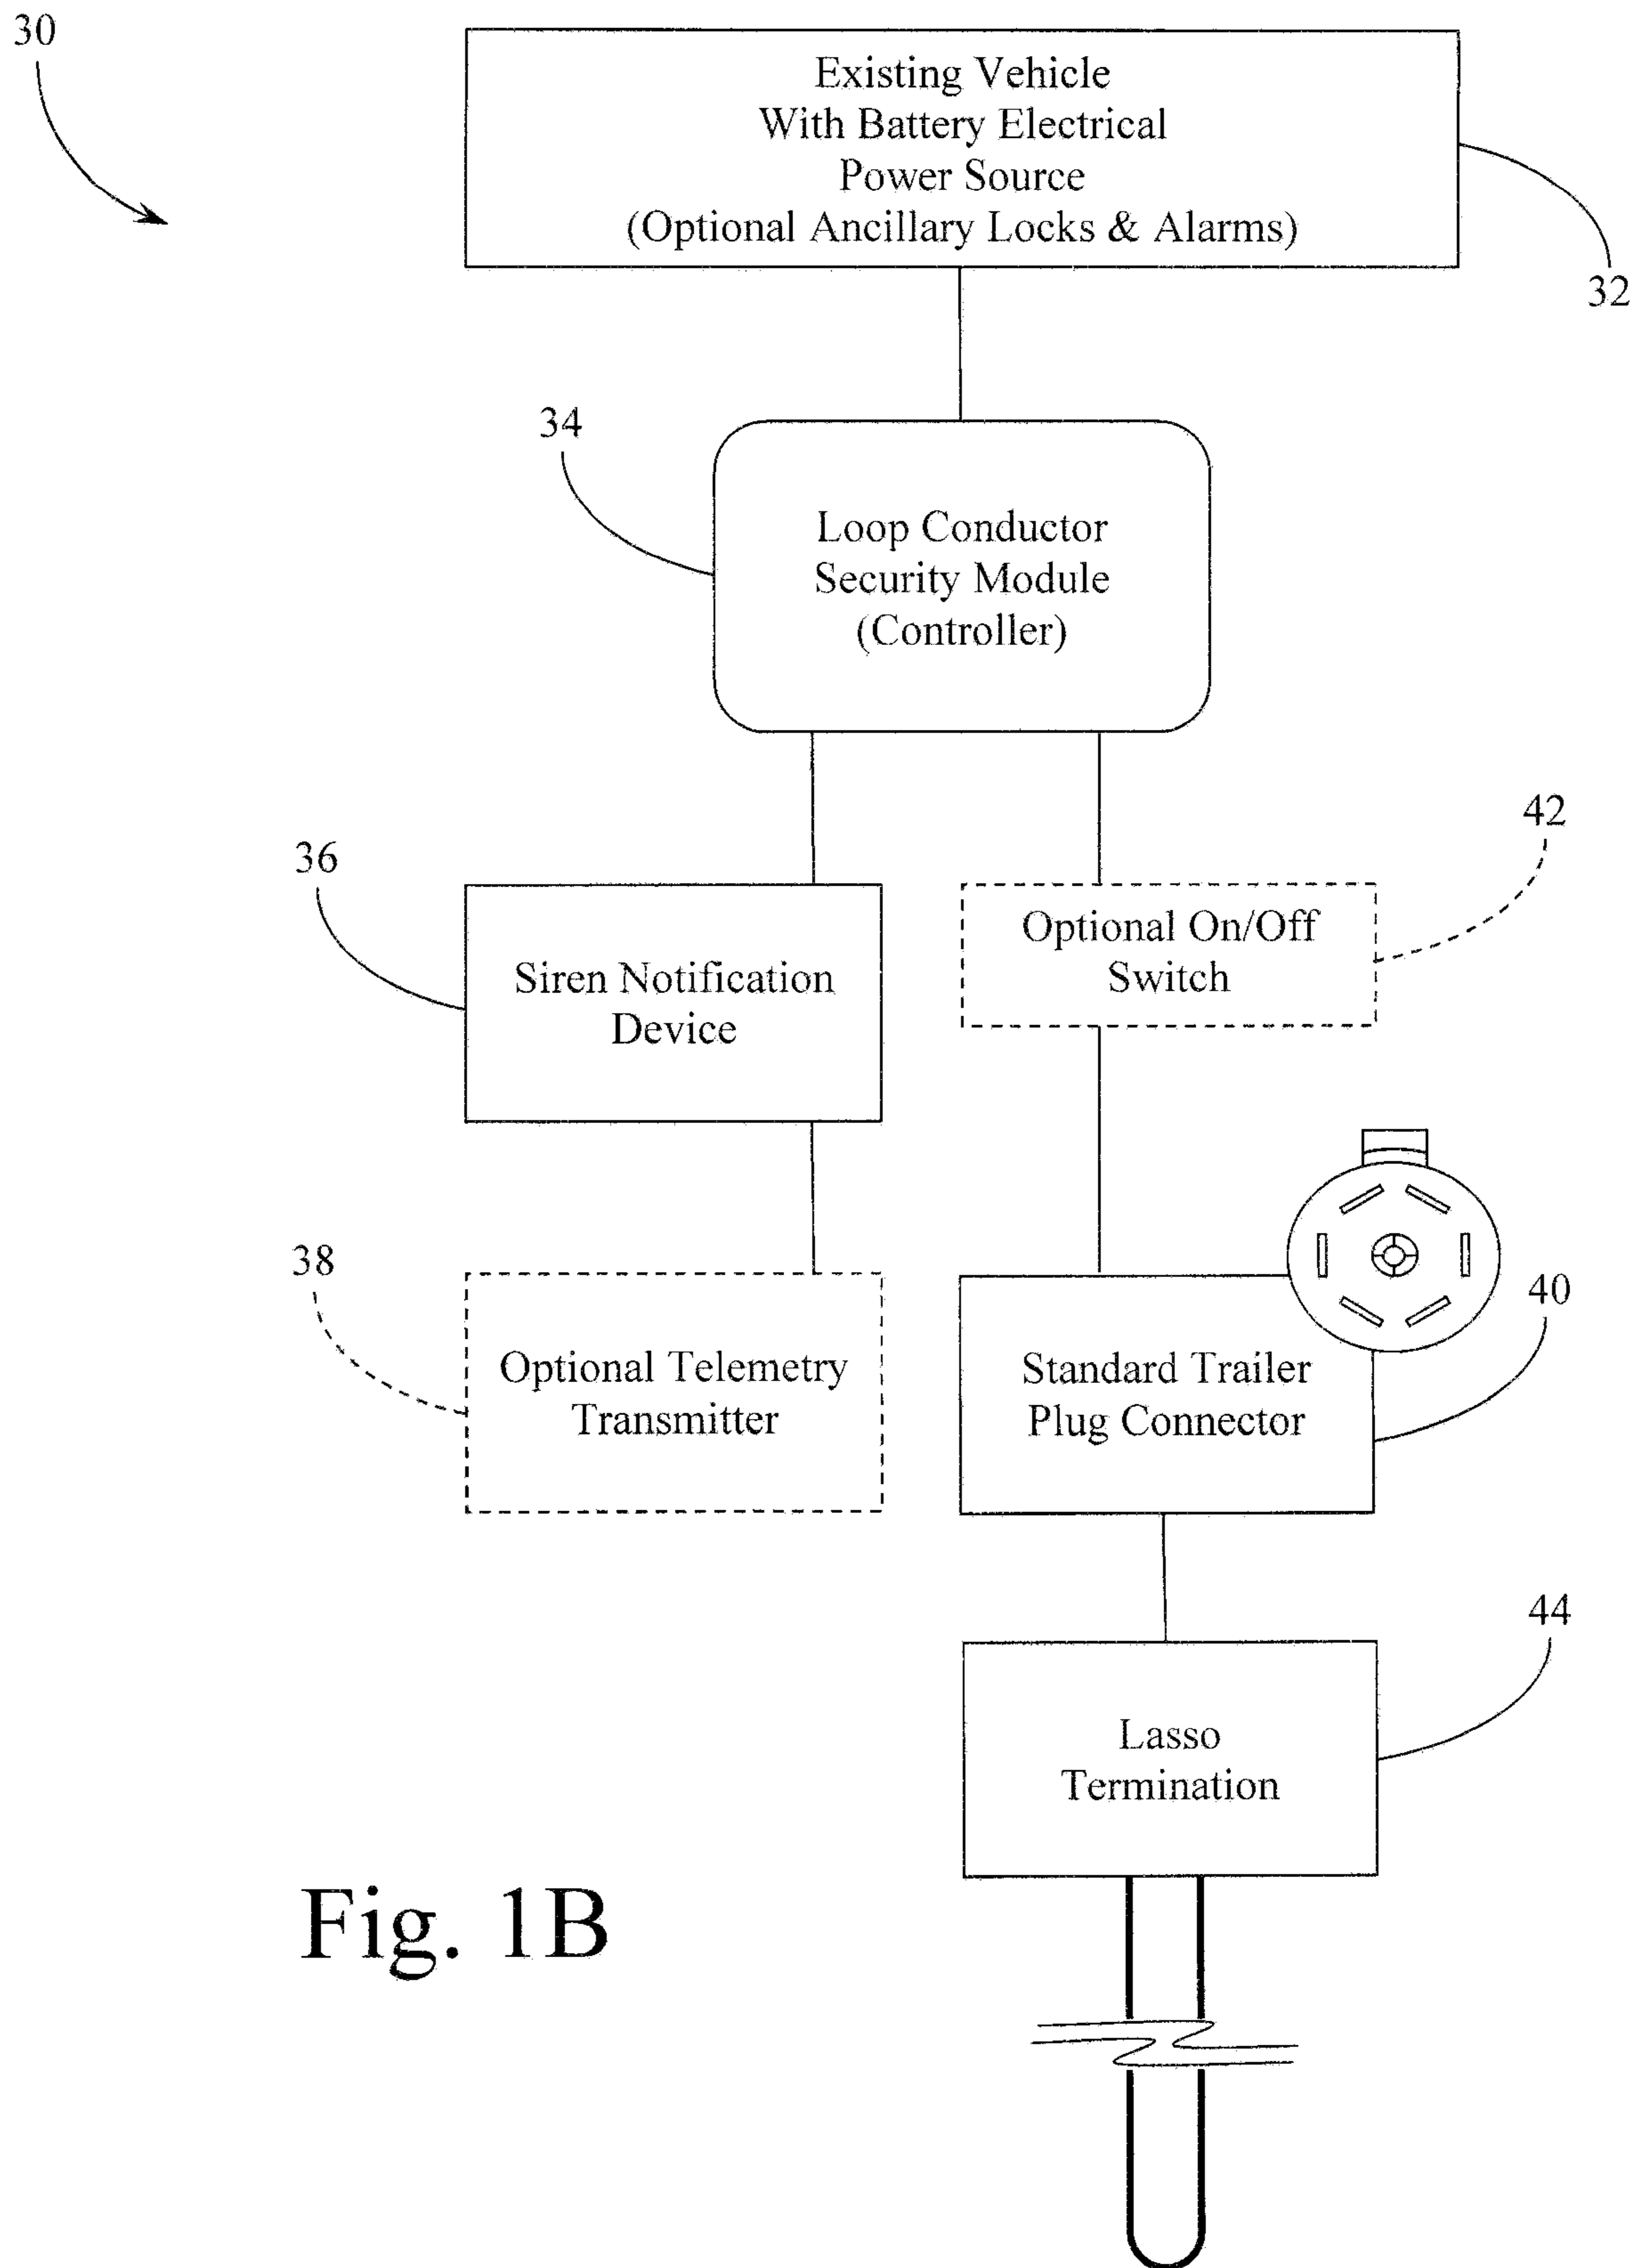 30
Existing Vehicle
With Battery Electrical
Power Source
(Optional Ancillary Locks & Alarms)
32
34
Loop Conductor
Security Module
(Controller)
36
Siren Notification
Device
42
Optional On/Off
Switch
38
Optional Telemetry
Transmitter
40
Standard Trailer
Plug Connector
44
Lasso
Termination
Fig. 1B